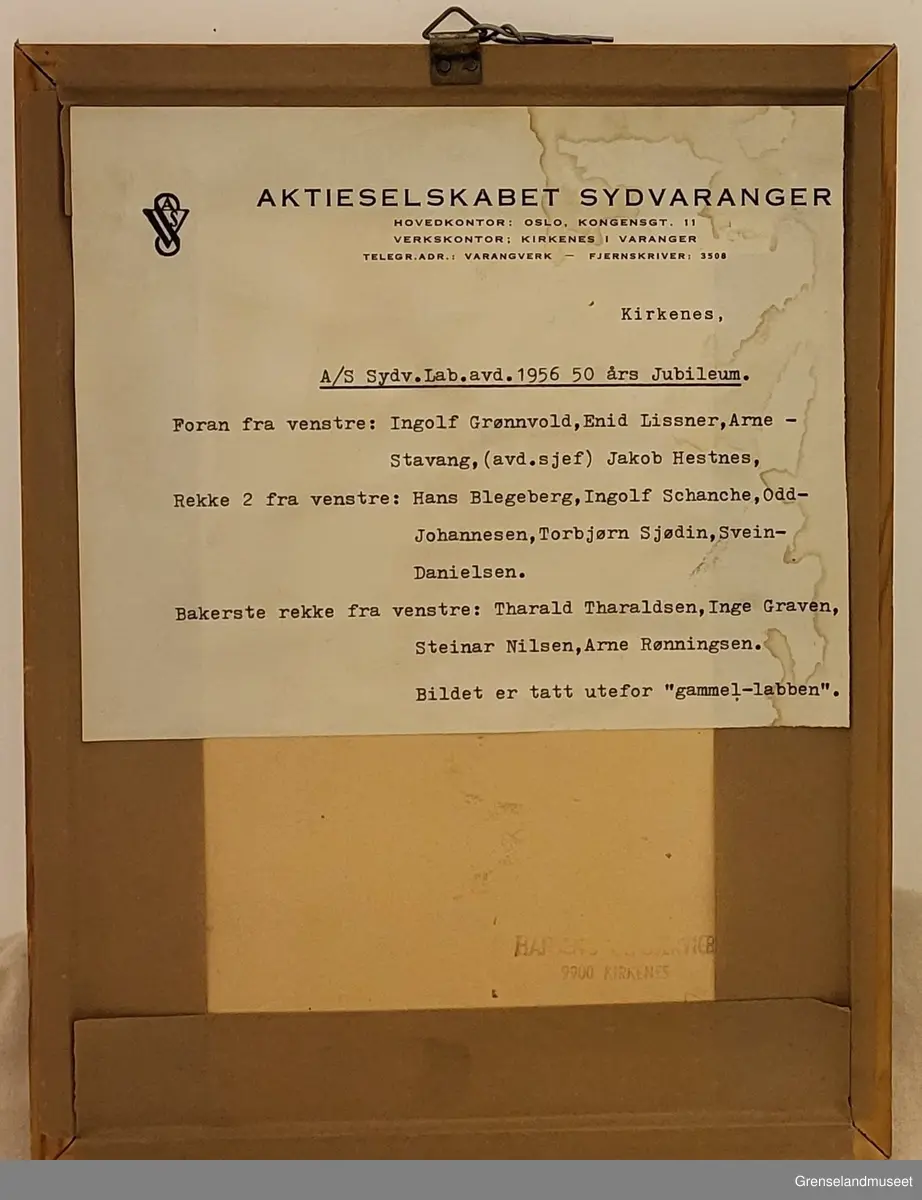 AKTIESELSKABET SYDVARANGER
HOVEDKONTOR: OSLO, KONGENSGT. 11
VERKSKONTOR; KIRKENES I VARANGER
TELEGR.ADR.: VARANGVERK — FJERNSKRIVER: 3508
Kirkenes,
A/S Sydv.Lab.avd.1956 50 års Jubileum.
Foran fra venstre: Ingolf Grønnvold,Enid Lissner,Arne -
Stavang,(avd.sjef) Jakob Hestnes,
Rekke 2 fra venstre: Hans Blegeberg,Ingolf Schanche,Odd-
Johannesen,Torbjørn Sjødin,Svein-
Danielsen.
Bakerste rekke fra venstre: Tharald Tharaldsen,Inge Graven,
Steinar Nilsen,Arne Rønningsen.
Bildet er tatt utefor "gammel-labben".
9900 KIRKENES
Grenselandmuseet